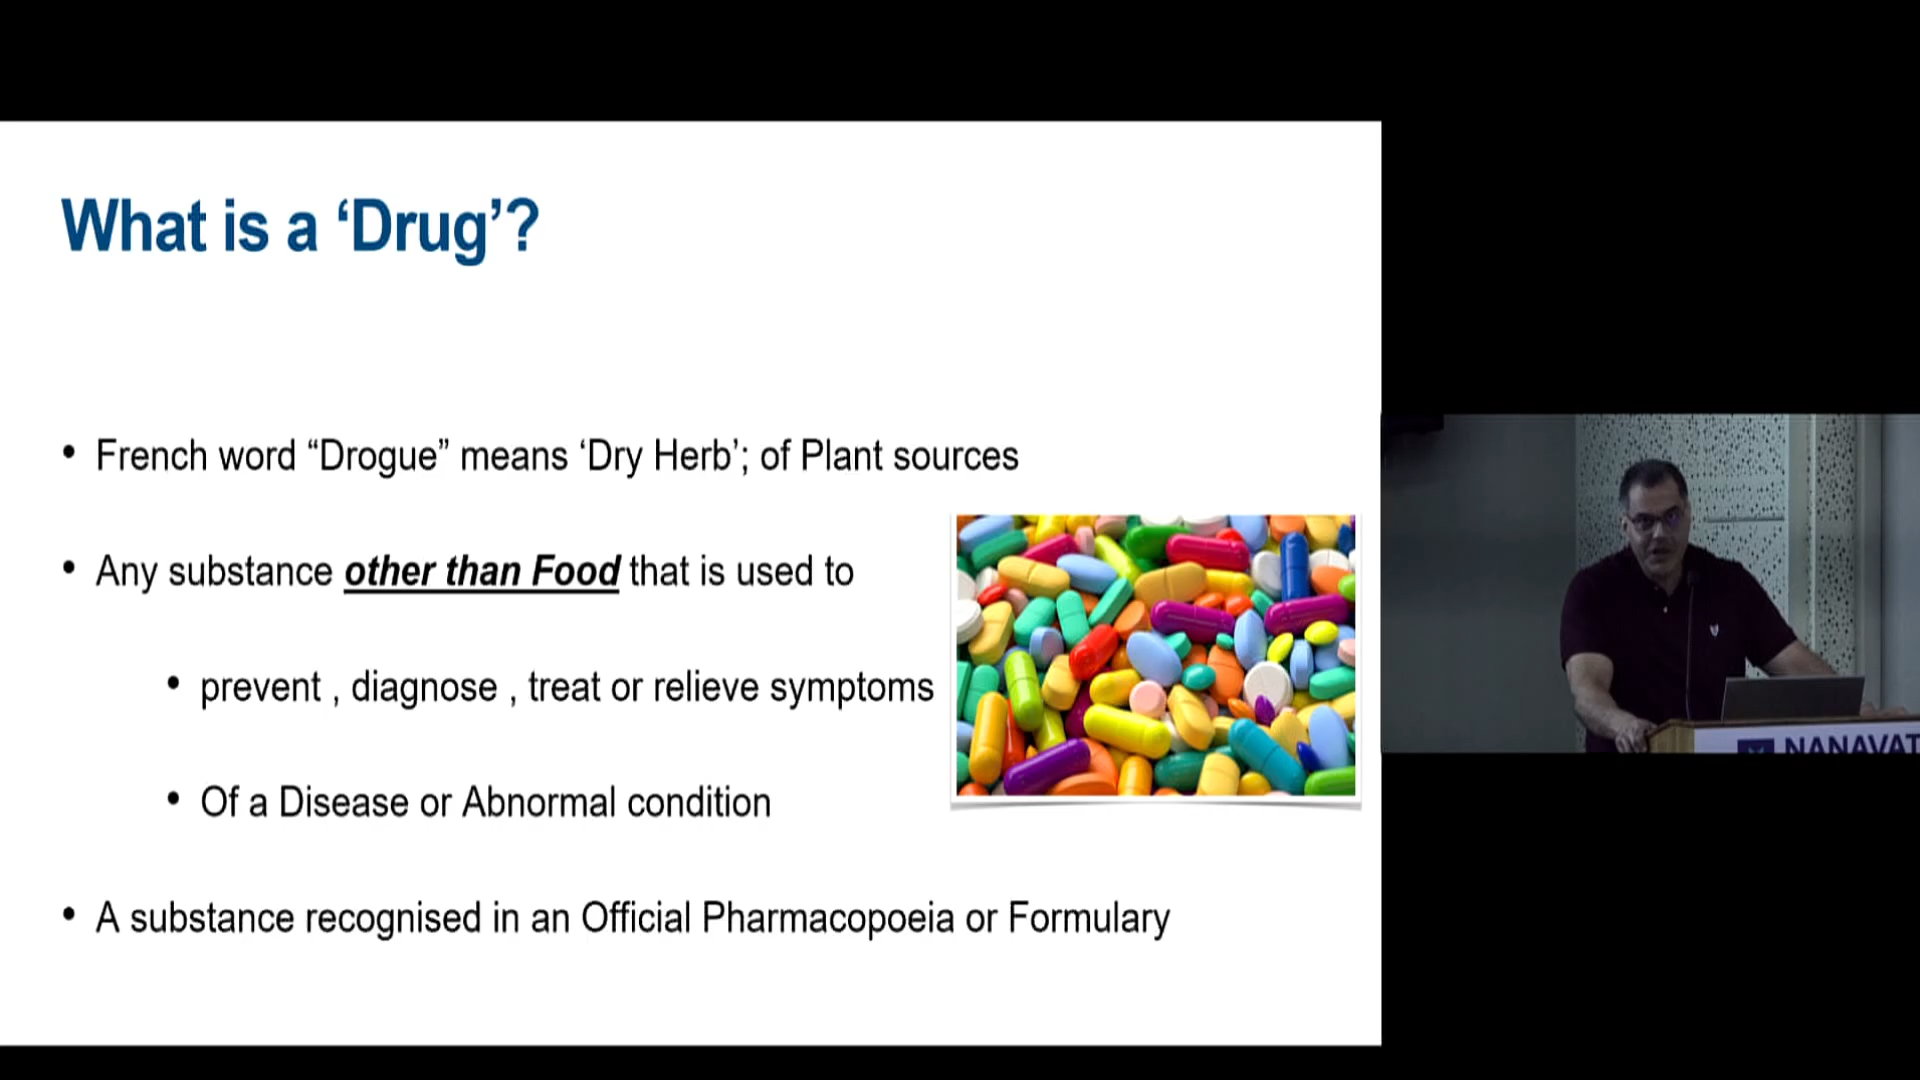 What is a ‘Drug’?
• French word “Drogue” means ‘Dry Herb’; of Plant sources
• Any substance other than Food that is used to
• prevent , diagnose , treat or relieve symptoms
• Of a Disease or Abnormal condition
• A substance recognised in an Official Pharmacopoeia or Formulary
NANAVAT